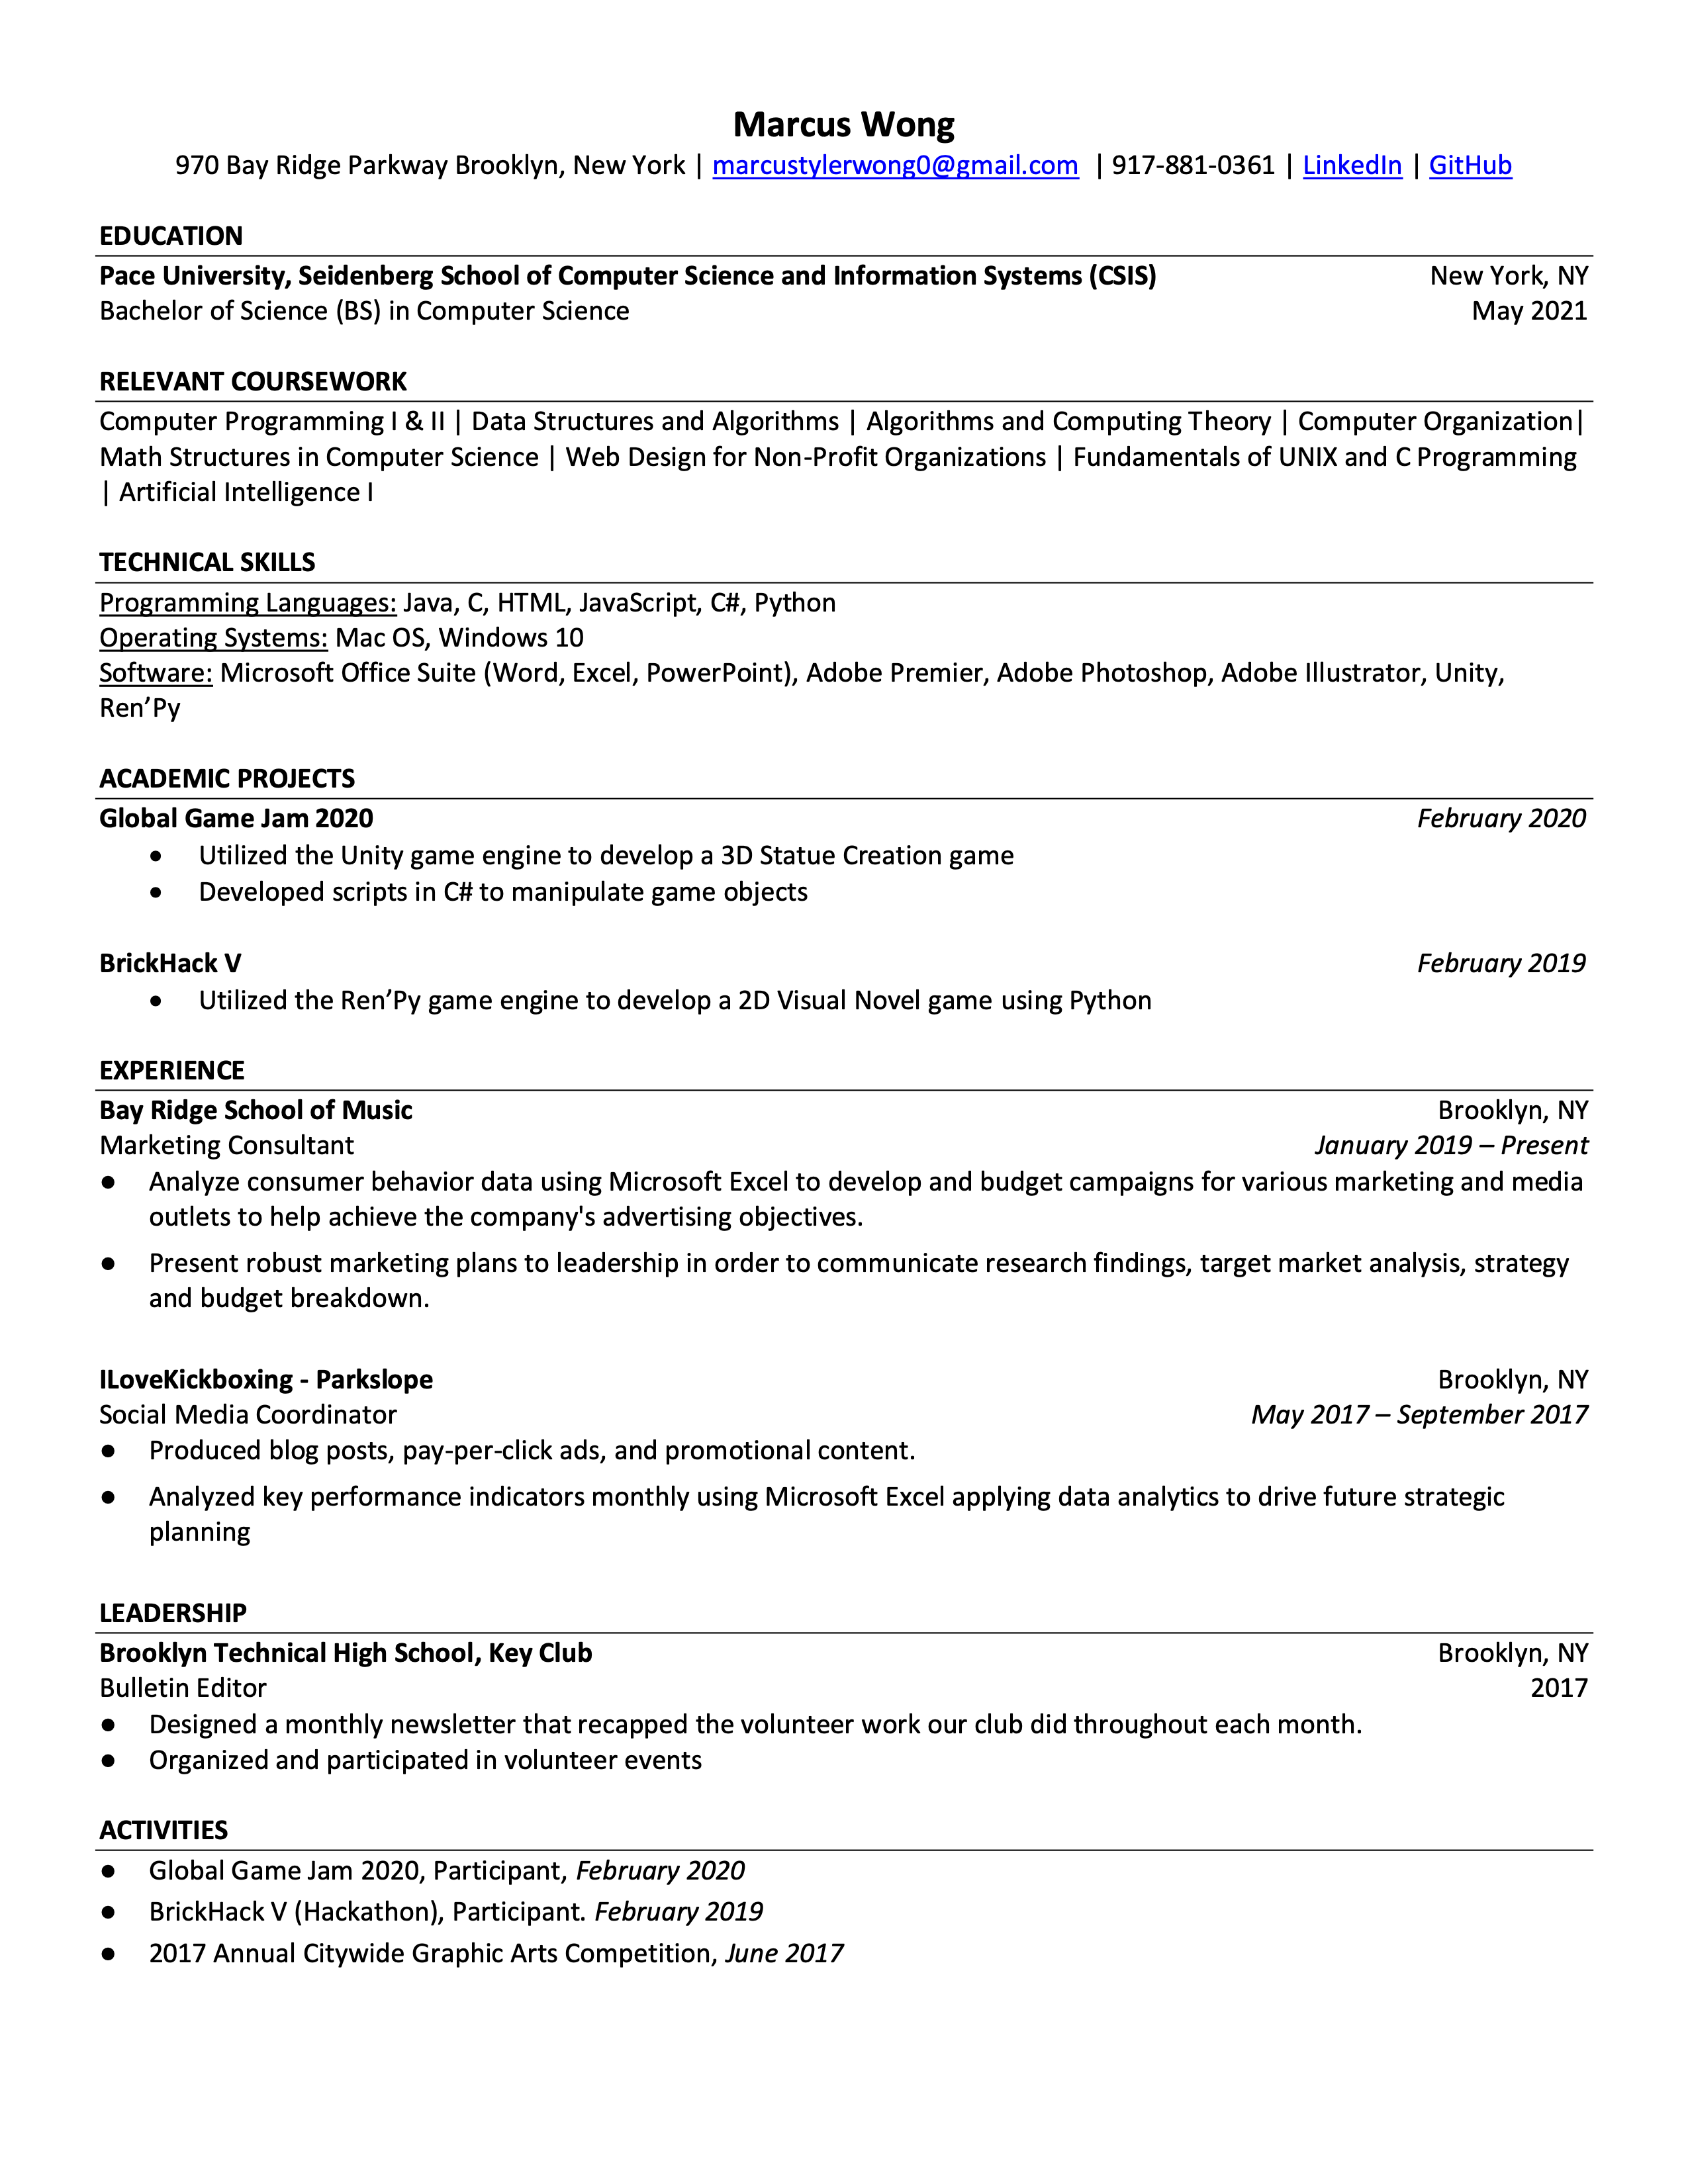 Marcus Wong
970 Bay Ridge Parkway Brooklyn, New York | marcustylerwong0@gmail.com | 917-881-0361 | LinkedIn | GitHub
EDUCATION
Pace University, Seidenberg School of Computer Science and Information Systems (CSIS) New York, NY
Bachelor of Science (BS) in Computer Science May 2021
RELEVANT COURSEWORK
Computer Programming I & II | Data Structures and Algorithms | Algorithms and Computing Theory | Computer Organization|
Math Structures in Computer Science | Web Design for Non-Profit Organizations | Fundamentals of UNIX and C Programming
| Artificial Intelligence I
TECHNICAL SKILLS
Programming Languages: Java, C, HTML, JavaScript, C#, Python
Operating Systems: Mac OS, Windows 10
Software: Microsoft Office Suite (Word, Excel, PowerPoint), Adobe Premier, Adobe Photoshop, Adobe Illustrator, Unity,
Ren’Py
ACADEMIC PROJECTS
Global Game Jam 2020 February 2020
● Utilized the Unity game engine to develop a 3D Statue Creation game
● Developed scripts in C# to manipulate game objects
BrickHack V February 2019
● Utilized the Ren’Py game engine to develop a 2D Visual Novel game using Python
EXPERIENCE
Bay Ridge School of Music Brooklyn, NY
Marketing Consultant January 2019 – Present
● Analyze consumer behavior data using Microsoft Excel to develop and budget campaigns for various marketing and media
outlets to help achieve the company's advertising objectives.
● Present robust marketing plans to leadership in order to communicate research findings, target market analysis, strategy
and budget breakdown.
ILoveKickboxing - Parkslope Brooklyn, NY
Social Media Coordinator May 2017 – September 2017
● Produced blog posts, pay-per-click ads, and promotional content.
● Analyzed key performance indicators monthly using Microsoft Excel applying data analytics to drive future strategic
planning
LEADERSHIP
Brooklyn Technical High School, Key Club Brooklyn, NY
Bulletin Editor 2017
● Designed a monthly newsletter that recapped the volunteer work our club did throughout each month.
● Organized and participated in volunteer events
ACTIVITIES
● Global Game Jam 2020, Participant, February 2020
● BrickHack V (Hackathon), Participant. February 2019
● 2017 Annual Citywide Graphic Arts Competition, June 2017